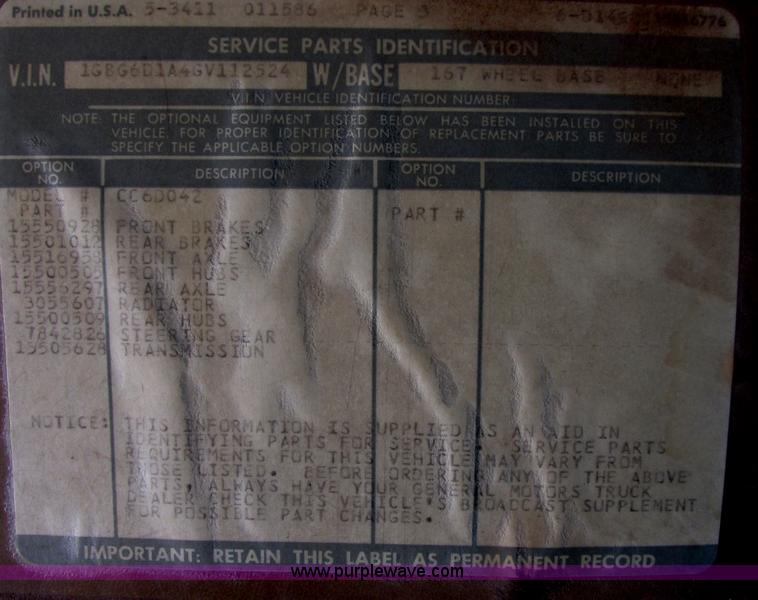 Printed in U.S.A. 5-3411 011586 PAGE 3
SERVICE PARTS IDENTIFICATION
V.I.N. 1GBG6D1A4GV112524 W/BASE 167 WHEEL BASE NONE
V.I.N. VEHICLE IDENTIFICATION NUMBER
NOTE: THE OPTIONAL EQUIPMENT LISTED BELOW HAS BEEN INSTALLED ON THIS
VEHICLE. FOR PROPER IDENTIFICATION OF REPLACEMENT PARTS BE SURE TO
SPECIFY THE APPLICABLE OPTION NUMBERS.
OPTION NO. DESCRIPTION OPTION NO. DESCRIPTION
MODEL # CC6D042
PART # PART #
15550928 FRONT BRAKES
15501012 REAR BRAKES
15516958 FRONT AXLE
15500505 FRONT HUBS
15556297 REAR AXLE
3055607 RADIATOR
15500509 REAR HUBS
7842826 STEERING GEAR
15505628 TRANSMISSION
NOTICE: THIS INFORMATION IS SUPPLIED AS AN AID IN
IDENTIFYING PARTS FOR SERVICE. SERVICE PARTS
REQUIREMENTS FOR THIS VEHICLE MAY VARY FROM
THOSE LISTED. BEFORE ORDERING ANY OF THE ABOVE
PARTS, ALWAYS HAVE YOUR GENERAL MOTORS TRUCK
DEALER CHECK THIS VEHICLE'S BROADCAST SUPPLEMENT
FOR POSSIBLE PART CHANGES.
IMPORTANT: RETAIN THIS LABEL AS PERMANENT RECORD
www.purplewave.com